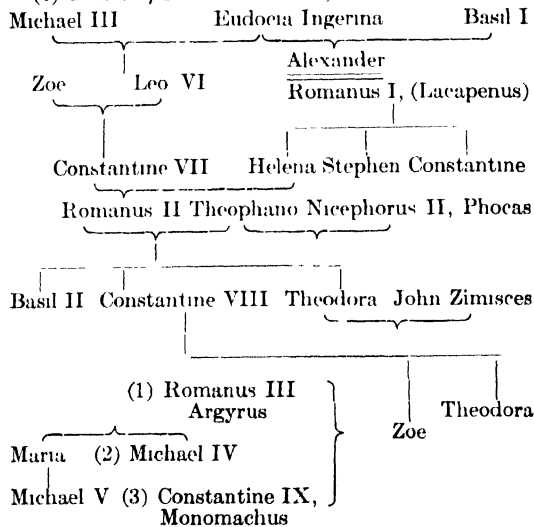 Michael III Eudocia Ingerina Basil I
Alexander
Zoe Leo VI
Romanus I, (Lacapenus)
Constantine VII Helena Stephen Constantine
Romanus II Theophano Nicephorus II, Phocas
Basil II Constantine VIII Theodora John Zimisces
(1) Romanus III
Argyrus
Theodora
Zoe
Maria (2) Michael IV
Michael V (3) Constantine IX,
Monomachus